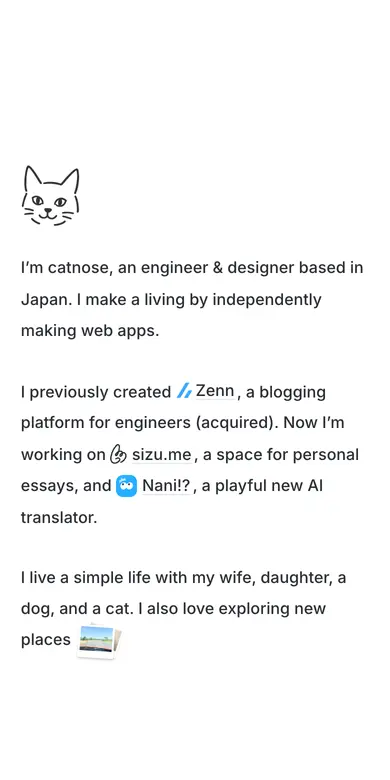 I’m catnose, an engineer & designer based in
Japan. I make a living by independently
making web apps.
I previously created Zenn, a blogging
platform for engineers (acquired). Now I’m
working on sizu.me, a space for personal
essays, and Nani!?, a playful new AI
translator.
I live a simple life with my wife, daughter, a
dog, and a cat. I also love exploring new
places